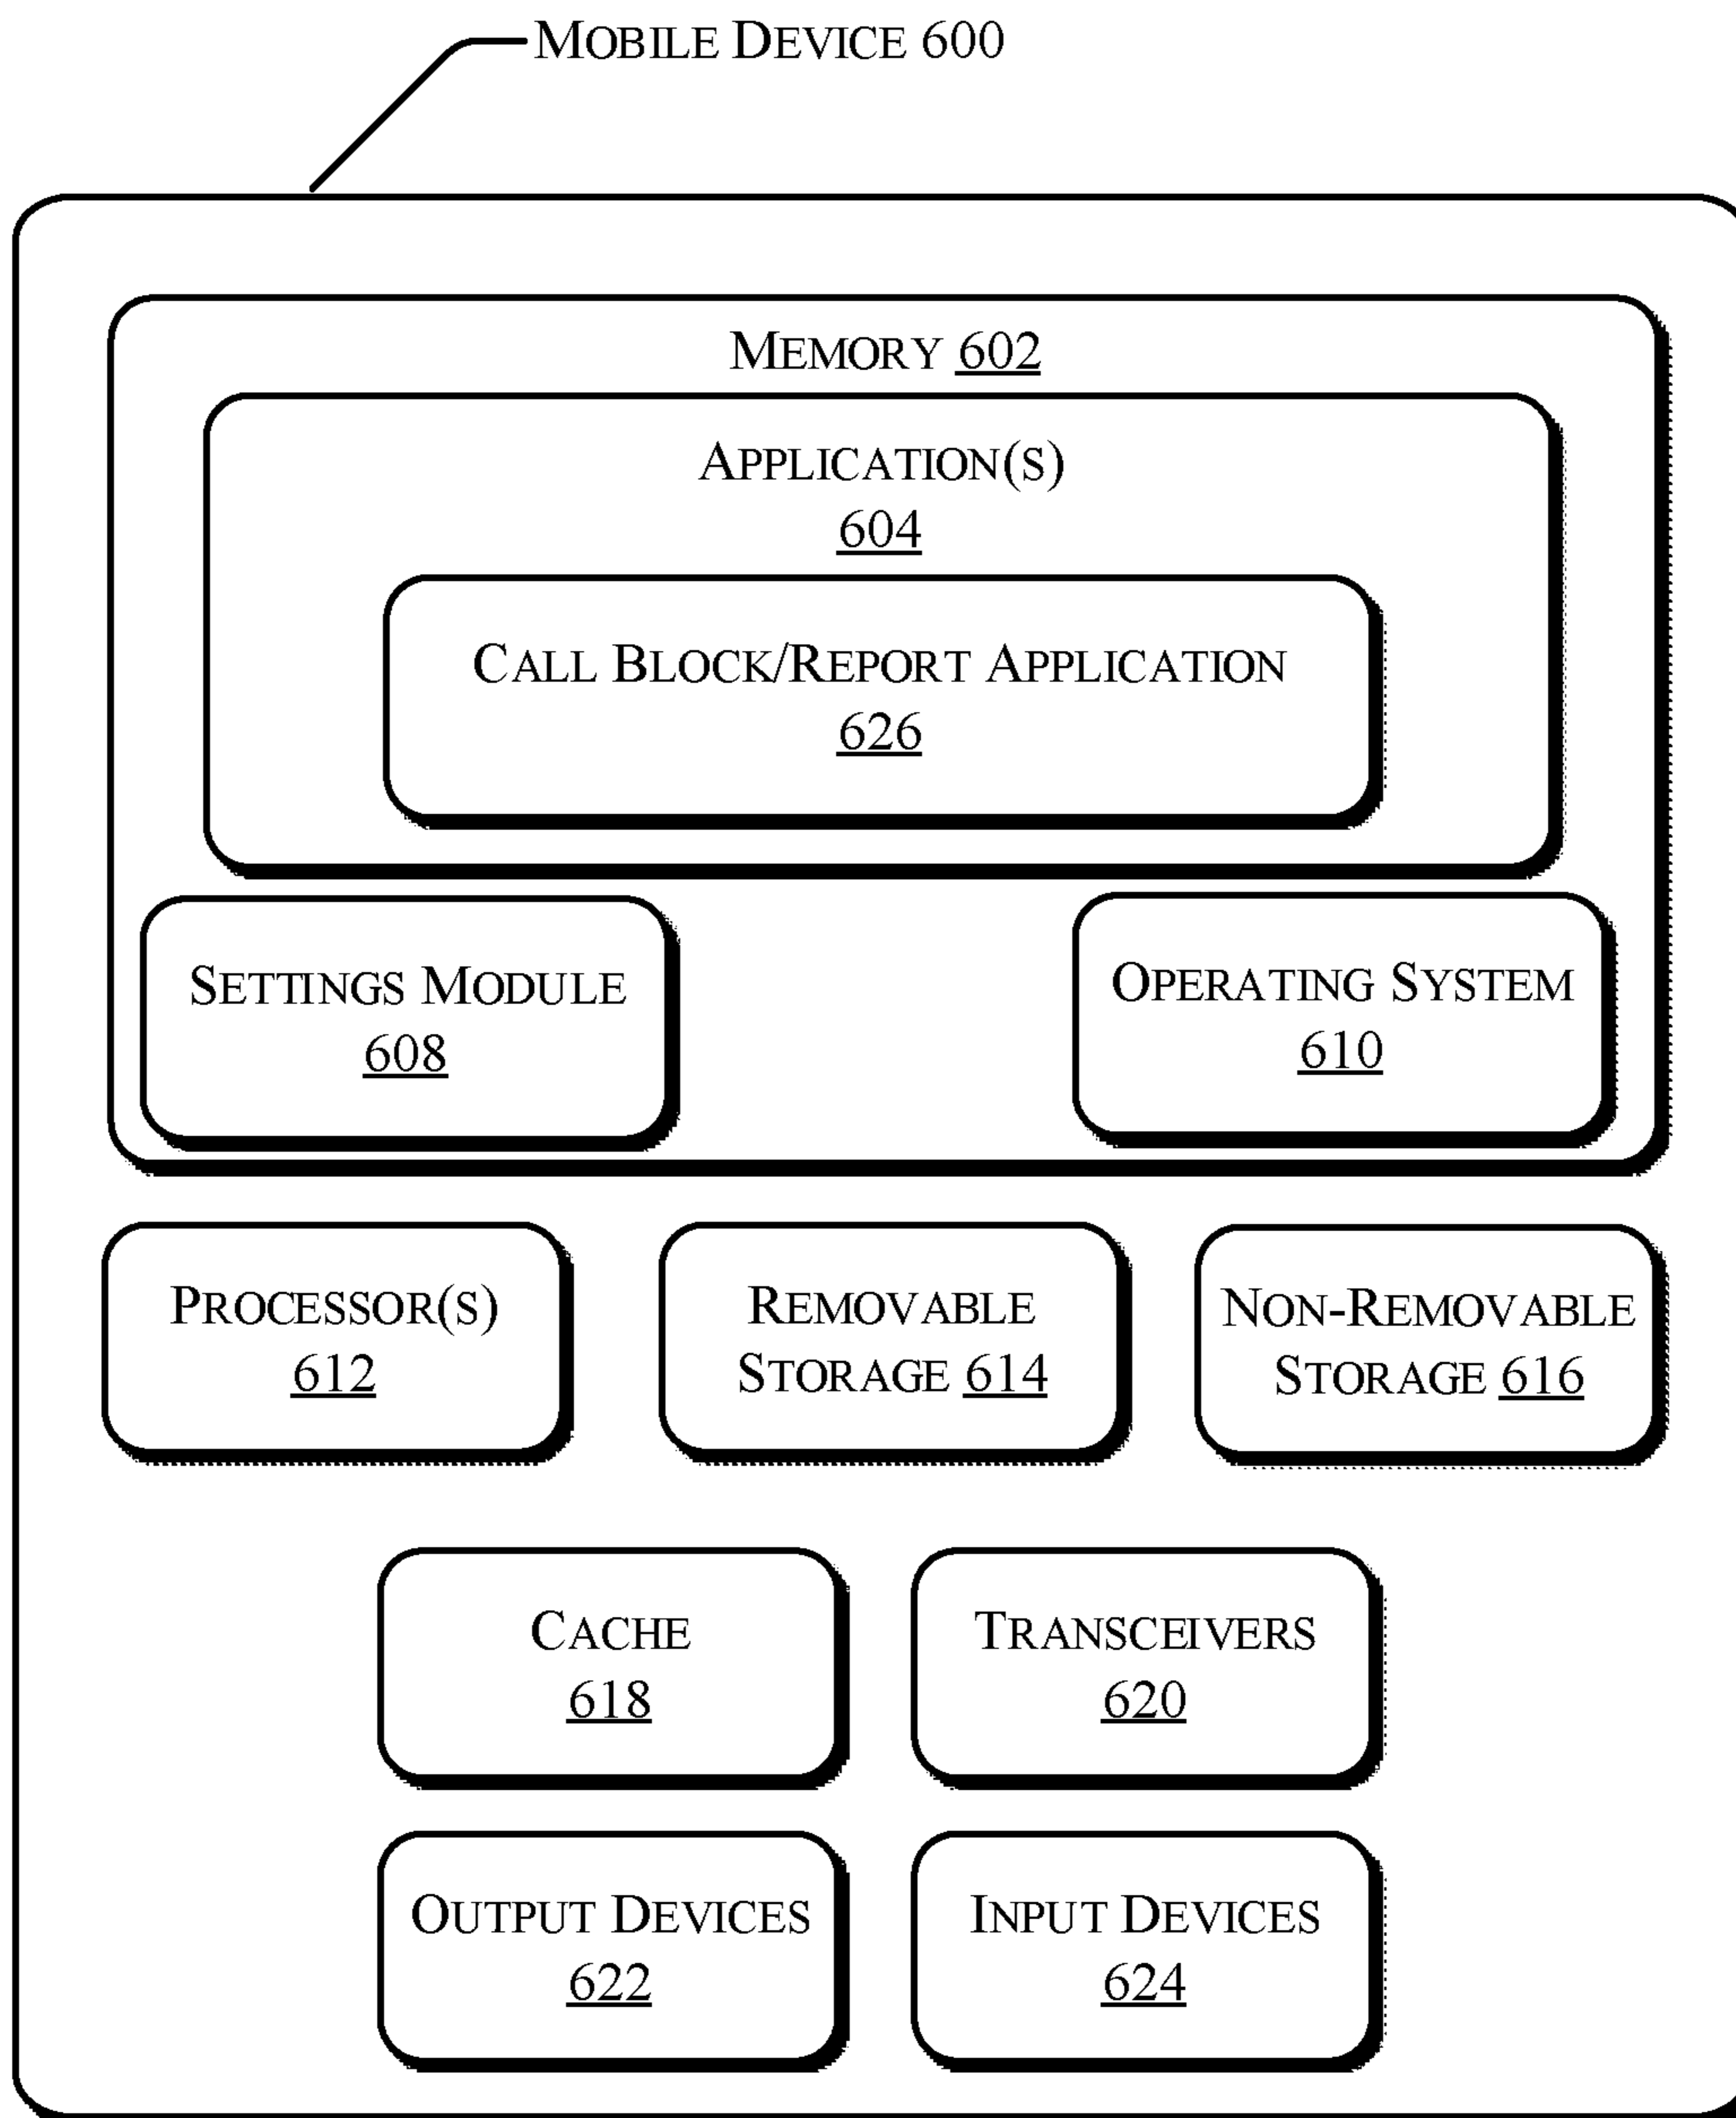 MOBILE DEVICE 600
MEMORY 602
APPLICATION(S)
604
CALL BLOCK/REPORT APPLICATION
626
SETTINGS MODULE
608
OPERATING SYSTEM
610
PROCESSOR(S)
612
REMOVABLE
STORAGE 614
NON-REMOVABLE
STORAGE 616
CACHE
618
TRANSCEIVERS
620
OUTPUT DEVICES
622
INPUT DEVICES
624